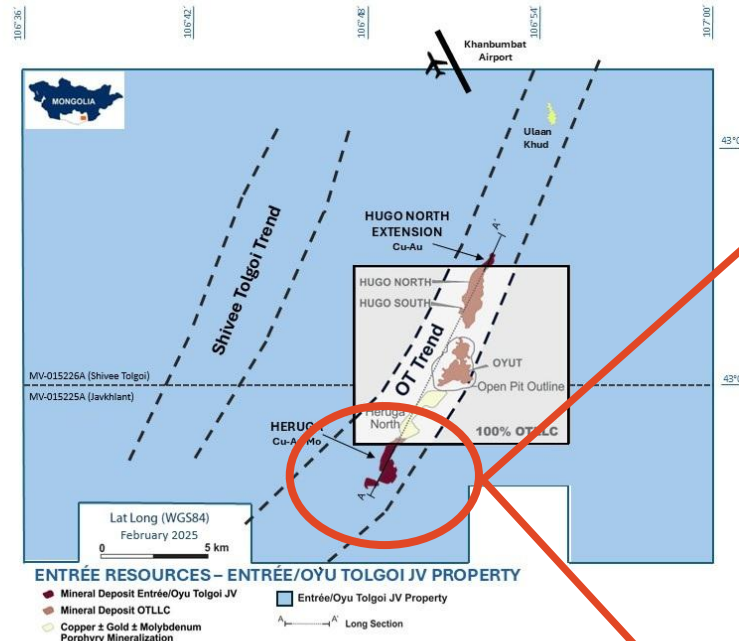 106°36'
106°42'
106°48'
106°54'
107°00'
Khanbumbat
Airport
MONGOLIA
Ulaan
Khud
43°0
HUGO NORTH
EXTENSION
Cu-Au
A'
Shivee Tolgoi Trend
HUGO NORTH
HUGO SOUTH
OT Trend
OYUT
Open Pit Outline
MV-015226A (Shivee Tolgoi)
MV-015225A (Javkhlant)
43°0
Heruga
North
HERUGA
Cu-Au-Mo
100% OTLLC
A
Lat Long (WGS84)
February 2025
0 5 km
ENTRÉE RESOURCES – ENTRÉE/OYU TOLGOI JV PROPERTY
Mineral Deposit Entrée/Oyu Tolgoi JV
Entrée/Oyu Tolgoi JV Property
Mineral Deposit OTLLC
A A' Long Section
Copper ± Gold ± Molybdenum
Porphyry Mineralization